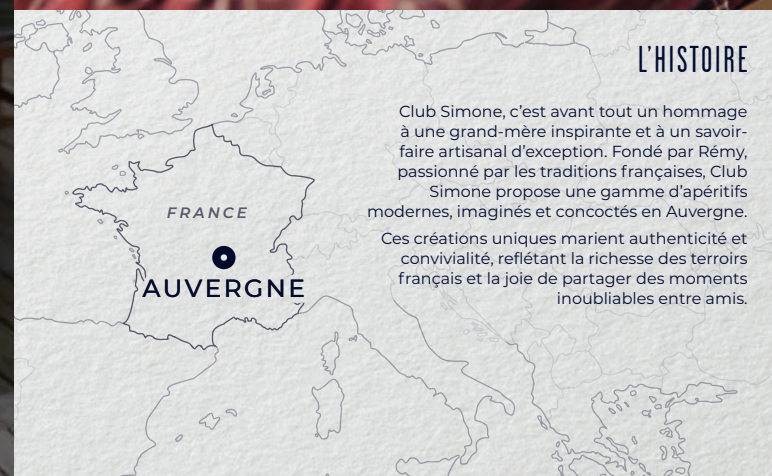 L'HISTOIRE
Club Simone, c'est avant tout un hommage
à une grand-mère inspirante et à un savoir-
faire artisanal d'exception. Fondé par Rémy,
passionné par les traditions françaises, Club
Simone propose une gamme d'apéritifs
modernes, imaginés et concoctés en Auvergne.
Ces créations uniques marient authenticité et
convivialité, reflétant la richesse des terroirs
français et la joie de partager des moments
inoubliables entre amis.
FRANCE
AUVERGNE